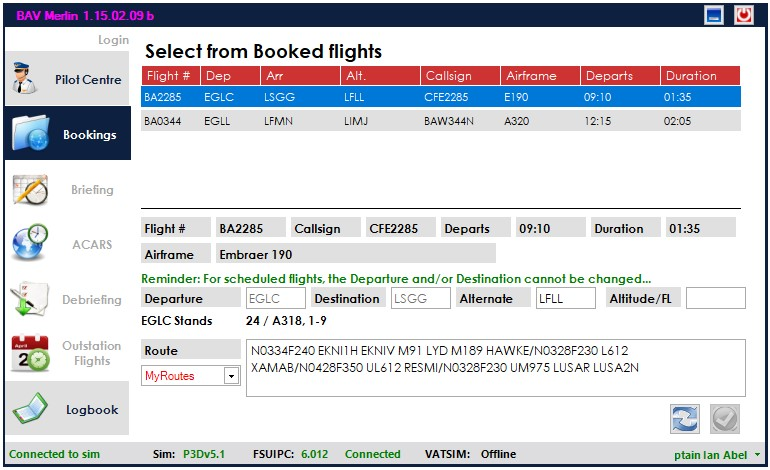 BAV Merlin 1.15.02.09 b
Login
Pilot Centre
Bookings
Briefing
ACARS
Debriefing
Outstation
Flights
Logbook
April
2
Select from Booked flights
Flight # Dep Arr Alt. Callsign Airframe Departs Duration
BA2285 EGLC LSGG LFLL CFE2285 E190 09:10 01:35
BA0344 EGLL LFMN LIMJ BAW344N A320 12:15 02:05
Flight # BA2285 Callsign CFE2285 Departs 09:10 Duration 01:35
Airframe Embraer 190
Reminder: For scheduled flights, the Departure and/or Destination cannot be changed...
Departure EGLC Destination LSGG Alternate LFLL Altitude/FL
EGLC Stands 24 / A318, 1-9
Route
MyRoutes
N0334F240 EKNI1H EKNIV M91 LYD M189 HAWKE/N0328F230 L612
XAMAB/N0428F350 UL612 RESMI/N0328F230 UM975 LUSAR LUSA2N
Connected to sim Sim: P3Dv5.1 FSUIPC: 6.012 Connected VATSIM: Offline ptain Ian Abel